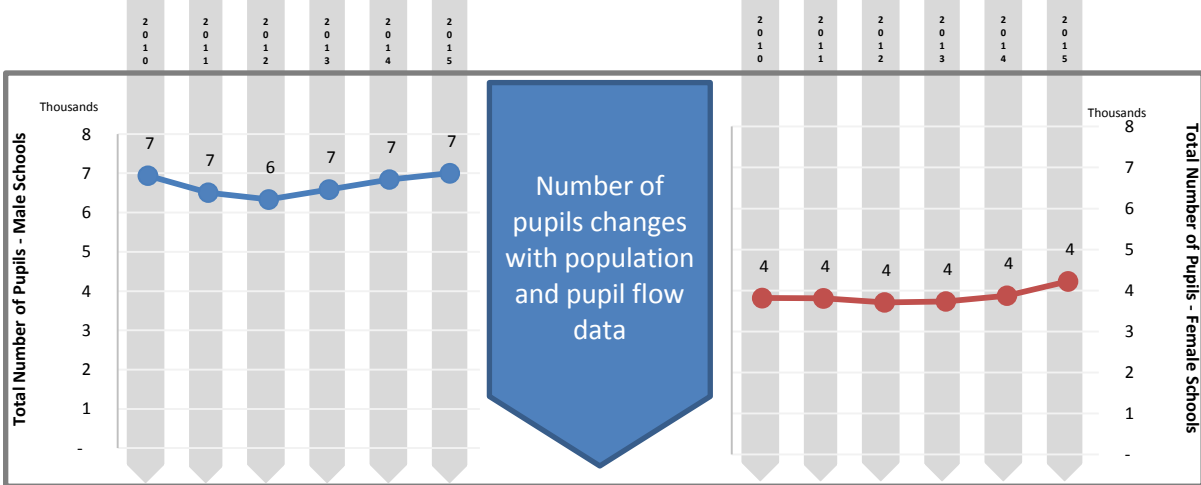 2010 2011 2012 2013 2014 2015
2010 2011 2012 2013 2014 2015
Total Number of Pupils - Male Schools
Thousands
8
7
6
5
4
3
2
1
-
7 7 6 7 7 7
Number of
pupils changes
with population
and pupil flow
data
4 4 4 4 4 4
Thousands
8
7
6
5
4
3
2
1
-
Total Number of Pupils - Female Schools